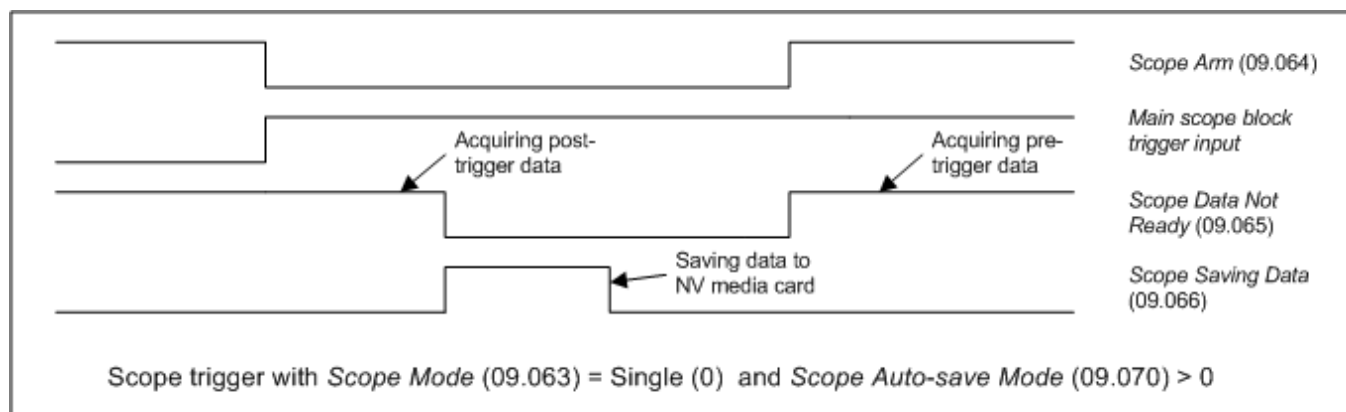 Scope Arm (09.064)
Main scope block
trigger input
Acquiring post-
trigger data
Acquiring pre-
trigger data
Scope Data Not
Ready (09.065)
Saving data to
NV media card
Scope Saving Data
(09.066)
Scope trigger with Scope Mode (09.063) = Single (0) and Scope Auto-save Mode (09.070) > 0